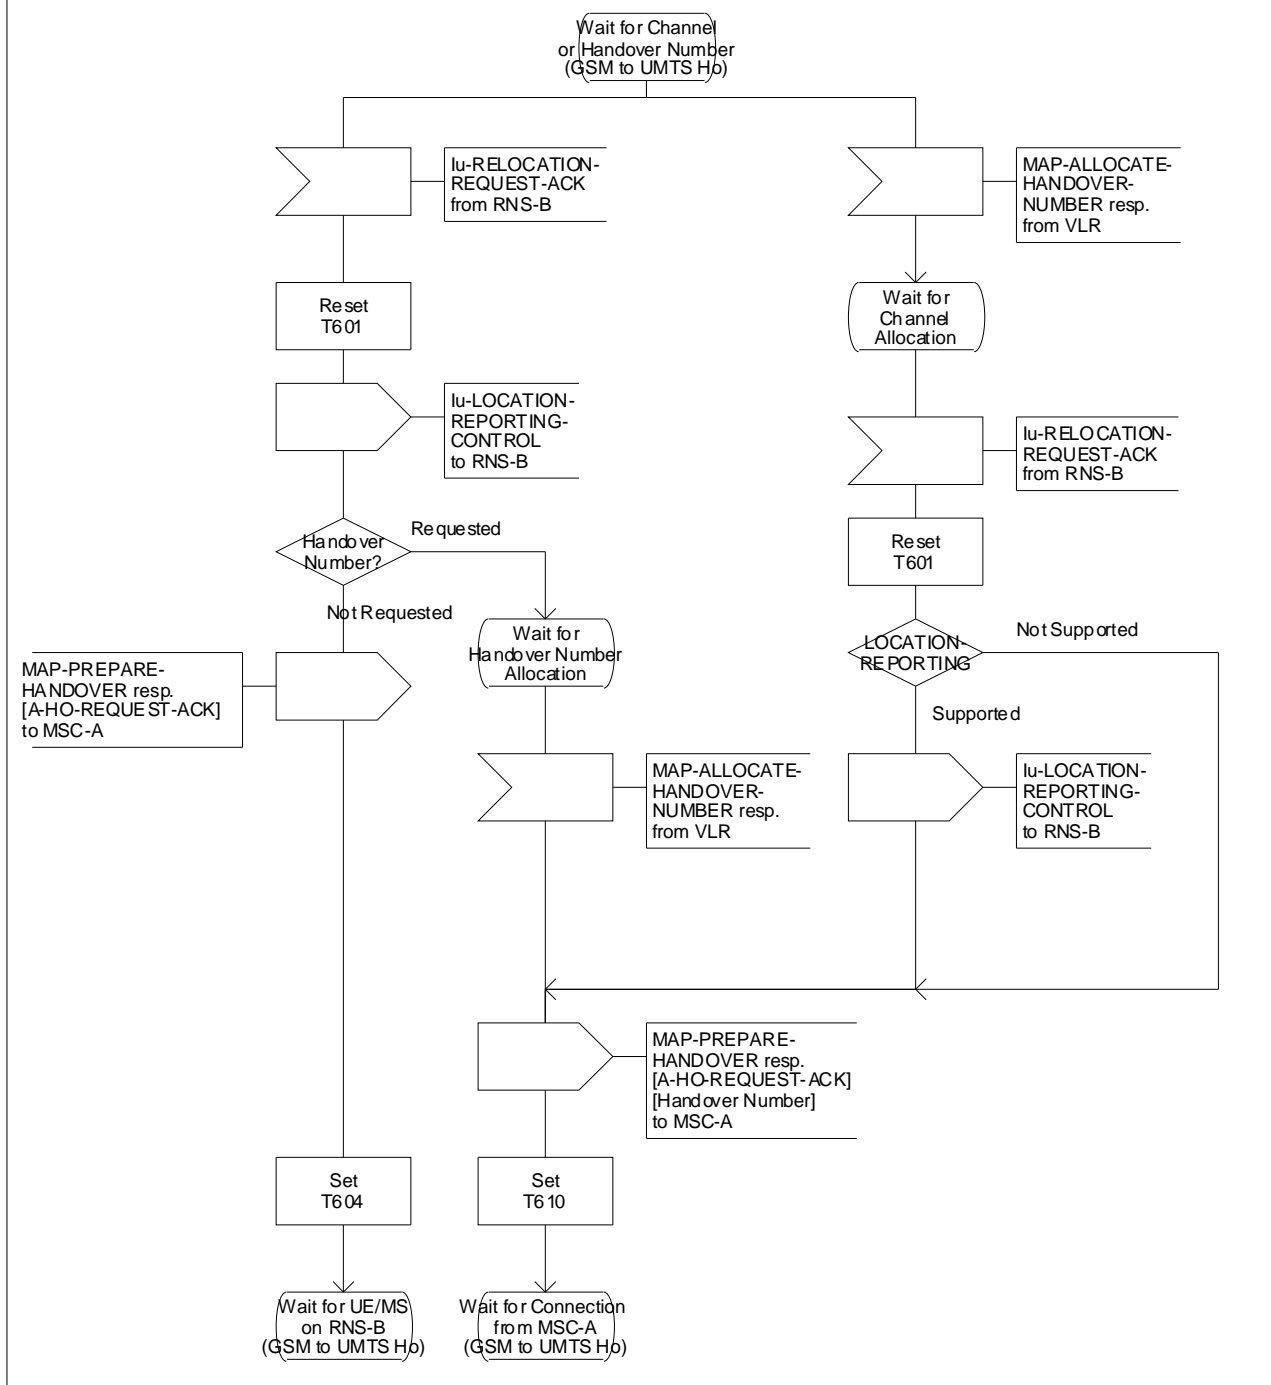 Wait for Channel
or Handover Number
(GSM to UMTS Ho)
Iu-RELOCATION-
REQUEST-ACK
from RNS-B
MAP-ALLOCATE-
HANDOVER-
NUMBER resp.
from VLR
Reset
T601
Wait for
Channel
Allocation
Iu-LOCATION-
REPORTING-
CONTROL
to RNS-B
Iu-RELOCATION-
REQUEST-ACK
from RNS-B
Handover
Number?
Requested
Not Requested
Reset
T601
Wait for
Handover Number
Allocation
LOCATION-
REPORTING
Not Supported
Supported
MAP-PREPARE-
HANDOVER resp.
[A-HO-REQUEST-ACK]
to MSC-A
MAP-ALLOCATE-
HANDOVER-
NUMBER resp.
from VLR
Iu-LOCATION-
REPORTING-
CONTROL
to RNS-B
MAP-PREPARE-
HANDOVER resp.
[A-HO-REQUEST-ACK]
[Handover Number]
to MSC-A
Set
T604
Set
T610
Wait for UE/MS
on RNS-B
(GSM to UMTS Ho)
Wait for Connection
from MSC-A
(GSM to UMTS Ho)